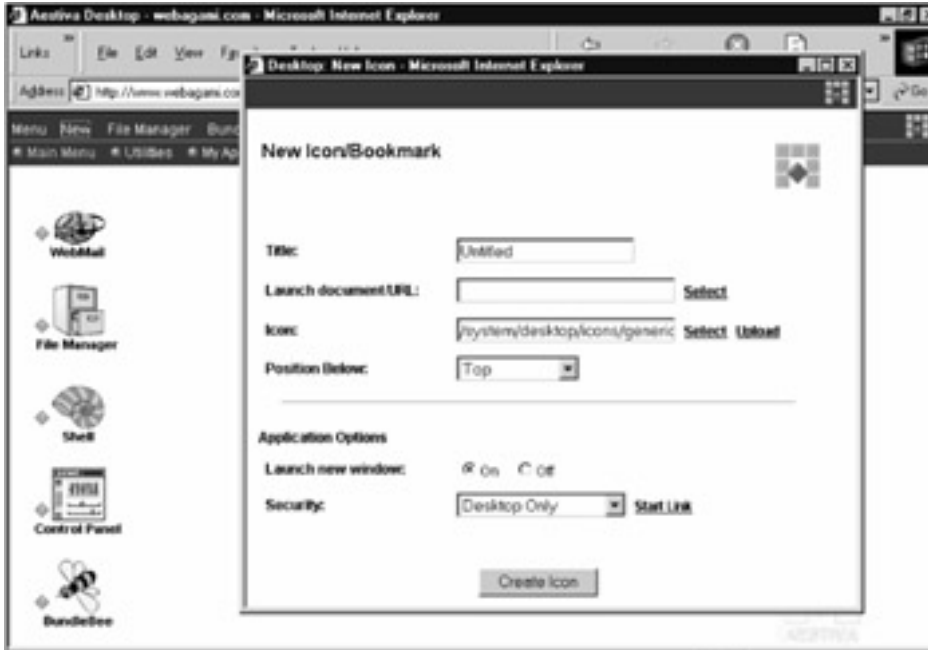 Aestiva Desktop - webagami.com - Microsoft Internet Explorer
Links File Edit View
Address http://www.webagami.co
Go
Menu New File Manager
Main Menu Utilities My
WebMail
File Manager
Shell
Control Panel
BundleBee
Desktop: New Icon - Microsoft Internet Explorer
New Icon/Bookmark
Title: Untitled
Launch document/URL: Select
Icon: /system/desktop/icons/generic Select Upload
Position Below: Top
Application Options
Launch new window: On Off
Security: Desktop Only Start Link
Create Icon
AESTIVA